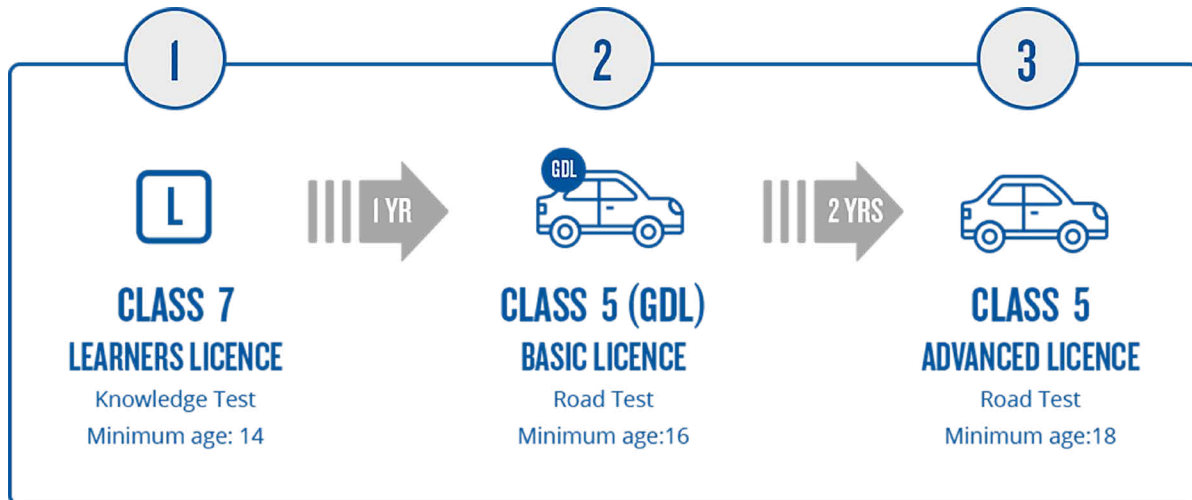 1
2
3
L
1 YR
GDL
2 YRS
CLASS 7
LEARNERS LICENCE
Knowledge Test
Minimum age: 14
CLASS 5 (GDL)
BASIC LICENCE
Road Test
Minimum age:16
CLASS 5
ADVANCED LICENCE
Road Test
Minimum age:18